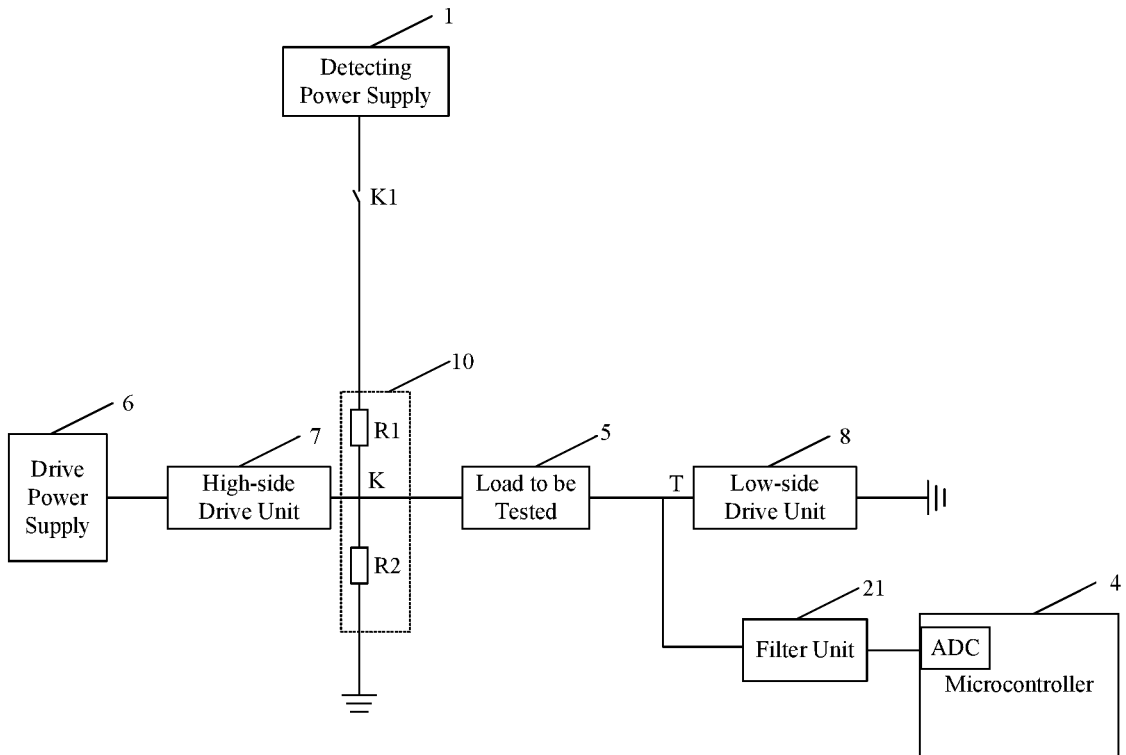 1
Detecting
Power Supply
K1
10
6
7
R1
5
8
Drive
Power
Supply
High-side
Drive Unit
K
Load to be
Tested
T
Low-side
Drive Unit
R2
21
4
Filter Unit
ADC
Microcontroller